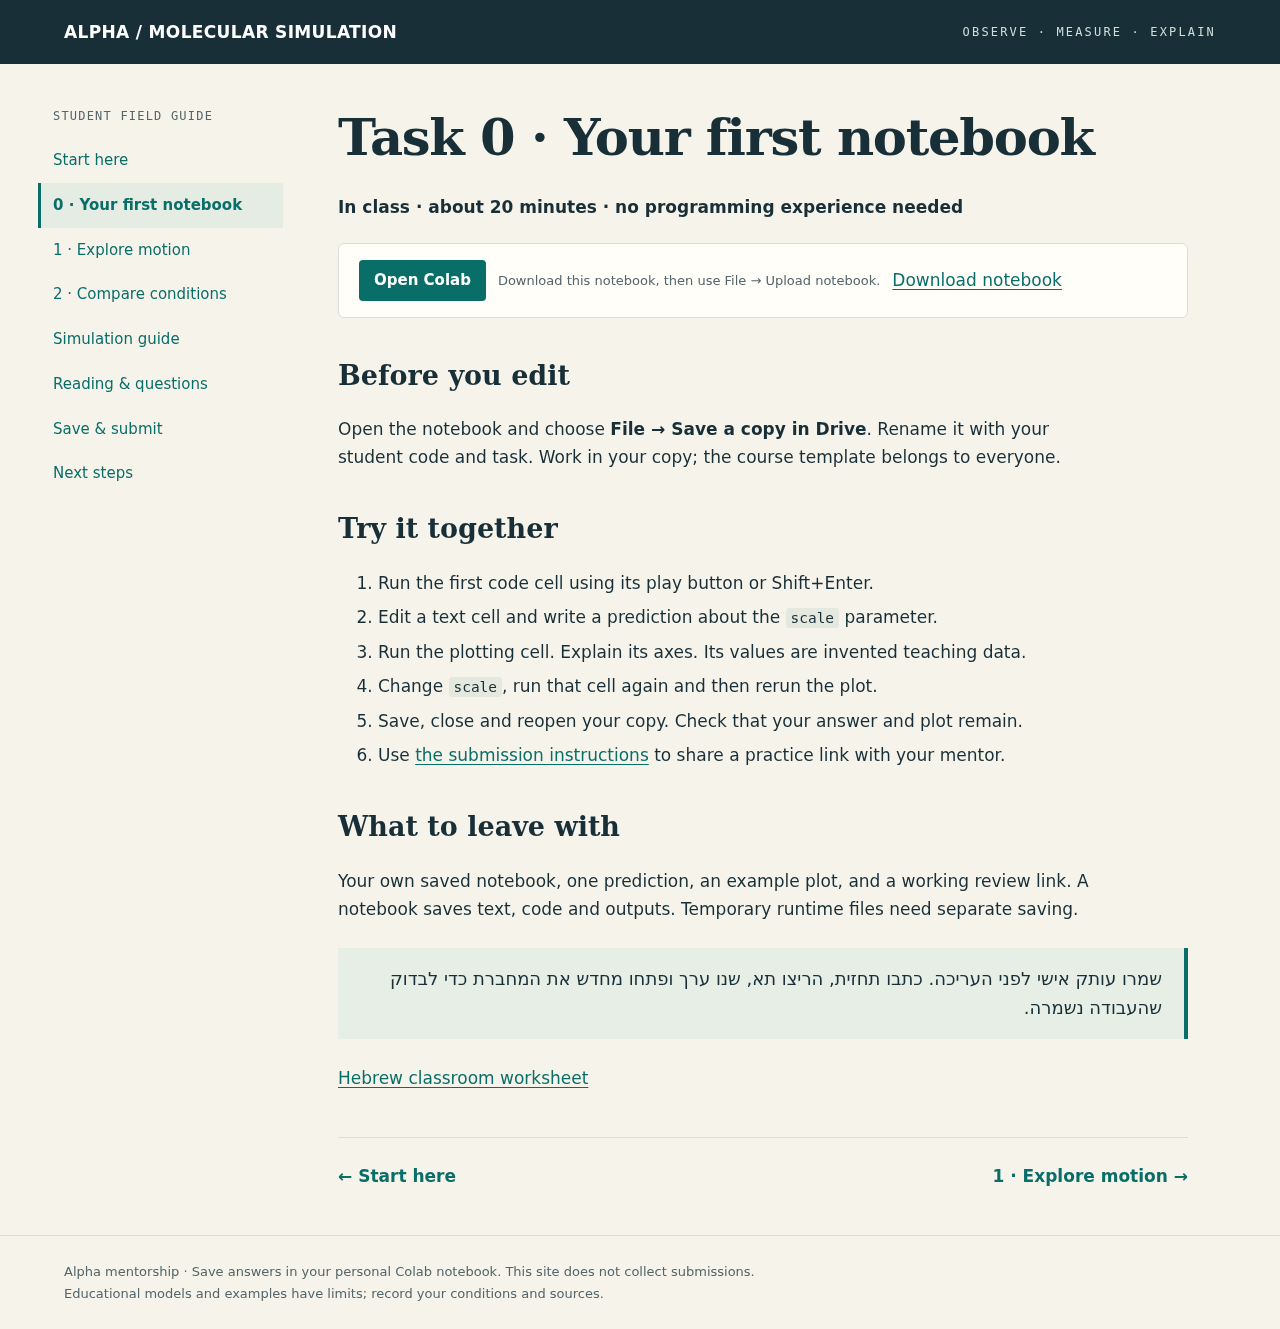 ALPHA / MOLECULAR SIMULATION
OBSERVE · MEASURE · EXPLAIN
STUDENT FIELD GUIDE
Start here
0 · Your first notebook
1 · Explore motion
2 · Compare conditions
Simulation guide
Reading & questions
Save & submit
Next steps
Task 0 · Your first notebook
In class · about 20 minutes · no programming experience needed
Open Colab Download this notebook, then use File → Upload notebook. Download notebook
Before you edit
Open the notebook and choose File → Save a copy in Drive. Rename it with your
student code and task. Work in your copy; the course template belongs to everyone.
Try it together
1. Run the first code cell using its play button or Shift+Enter.
2. Edit a text cell and write a prediction about the scale parameter.
3. Run the plotting cell. Explain its axes. Its values are invented teaching data.
4. Change scale, run that cell again and then rerun the plot.
5. Save, close and reopen your copy. Check that your answer and plot remain.
6. Use the submission instructions to share a practice link with your mentor.
What to leave with
Your own saved notebook, one prediction, an example plot, and a working review link. A
notebook saves text, code and outputs. Temporary runtime files need separate saving.
שמרו עותק אישי לפני העריכה. כתבו תחזית, הריצו תא, שנו ערך ופתחו מחדש את המחברת כדי לבדוק
שהעבודה נשמרה.
Hebrew classroom worksheet
← Start here
1 · Explore motion →
Alpha mentorship · Save answers in your personal Colab notebook. This site does not collect submissions.
Educational models and examples have limits; record your conditions and sources.